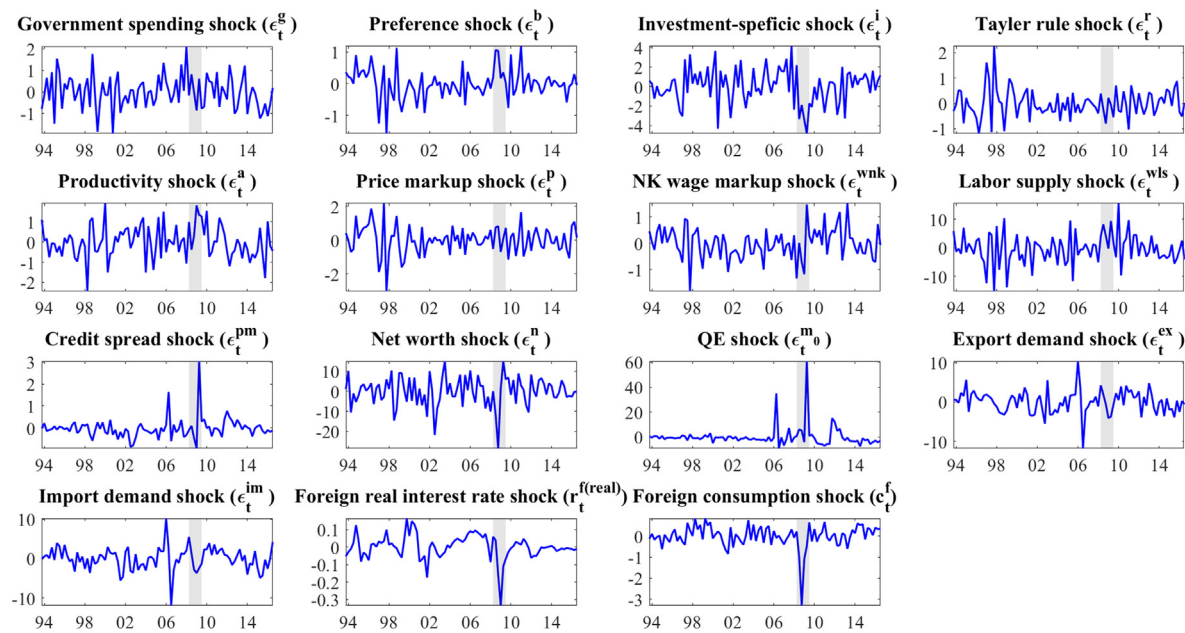 Government spending shock (ϵ_t^g)
Preference shock (ϵ_t^b)
Investment-speficic shock (ϵ_t^i)
Tayler rule shock (ϵ_t^r)
2 1 0 -1
1 0 -1
4 2 0 -2 -4
2 1 0 -1
94 98 02 06 10 14
94 98 02 06 10 14
94 98 02 06 10 14
94 98 02 06 10 14
Productivity shock (ϵ_t^a)
Price markup shock (ϵ_t^p)
NK wage markup shock (ϵ_t^wnk)
Labor supply shock (ϵ_t^wls)
1 0 -1 -2
2 0 -2
1 0 -1
10 0 -10
94 98 02 06 10 14
94 98 02 06 10 14
94 98 02 06 10 14
94 98 02 06 10 14
Credit spread shock (ϵ_t^pm)
Net worth shock (ϵ_t^n)
QE shock (ϵ_t^m₀)
Export demand shock (ϵ_t^ex)
3 2 1 0
10 0 -10 -20
60 40 20 0
10 0 -10
94 98 02 06 10 14
94 98 02 06 10 14
94 98 02 06 10 14
94 98 02 06 10 14
Import demand shock (ϵ_t^im)
Foreign real interest rate shock (r_t^f(real))
Foreign consumption shock (c_t^f)
10 0 -10
0.1 0 -0.1 -0.2 -0.3
0 -1 -2 -3
94 98 02 06 10 14
94 98 02 06 10 14
94 98 02 06 10 14